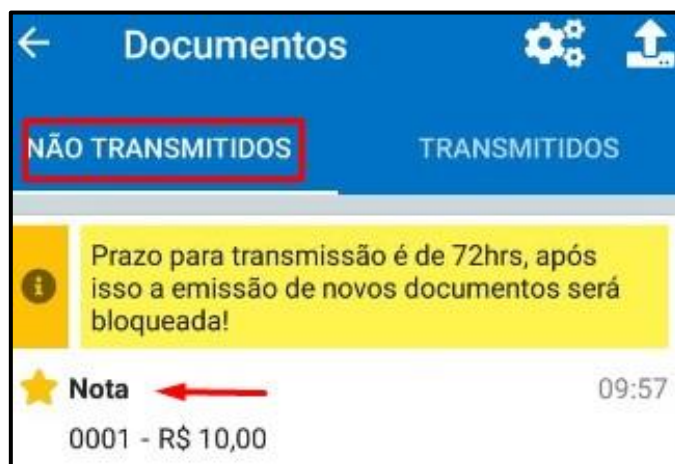 Documentos
NÃO TRANSMITIDOS TRANSMITIDOS
Prazo para transmissão é de 72hrs, após
isso a emissão de novos documentos será
bloqueada!
Nota 09:57
0001 - R$ 10,00